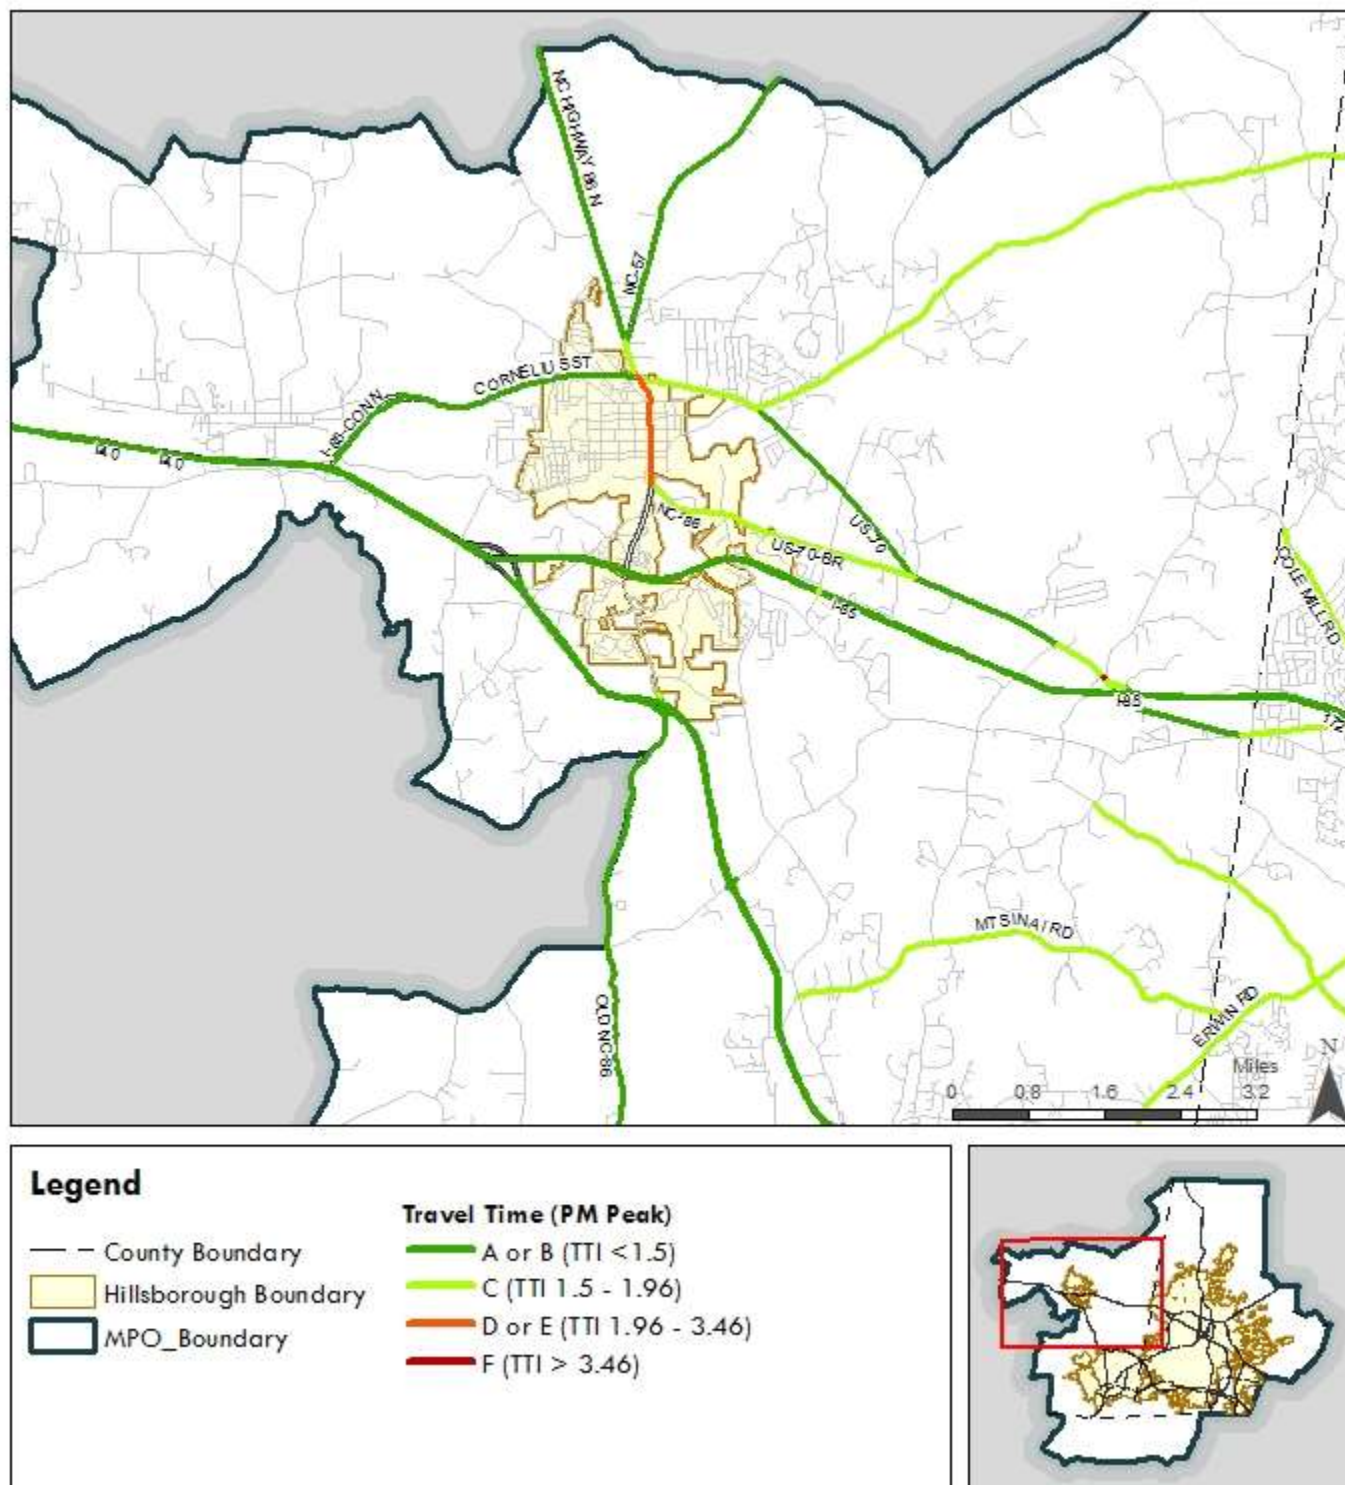 NC HIGHWAY 86 N
NC-57
CORNELIUS ST
I-85-CONN
I40
I40
NC-86
US-70-BR
US-70
I-85
COLE MILL RD
I-85
MT SINAI RD
ERWIN RD
OLD NC-86
N
Miles
0 0.8 1.6 2.4 3.2
Legend
County Boundary
Hillsborough Boundary
MPO_Boundary
Travel Time (PM Peak)
A or B (TTI <1.5)
C (TTI 1.5 - 1.96)
D or E (TTI 1.96 - 3.46)
F (TTI > 3.46)